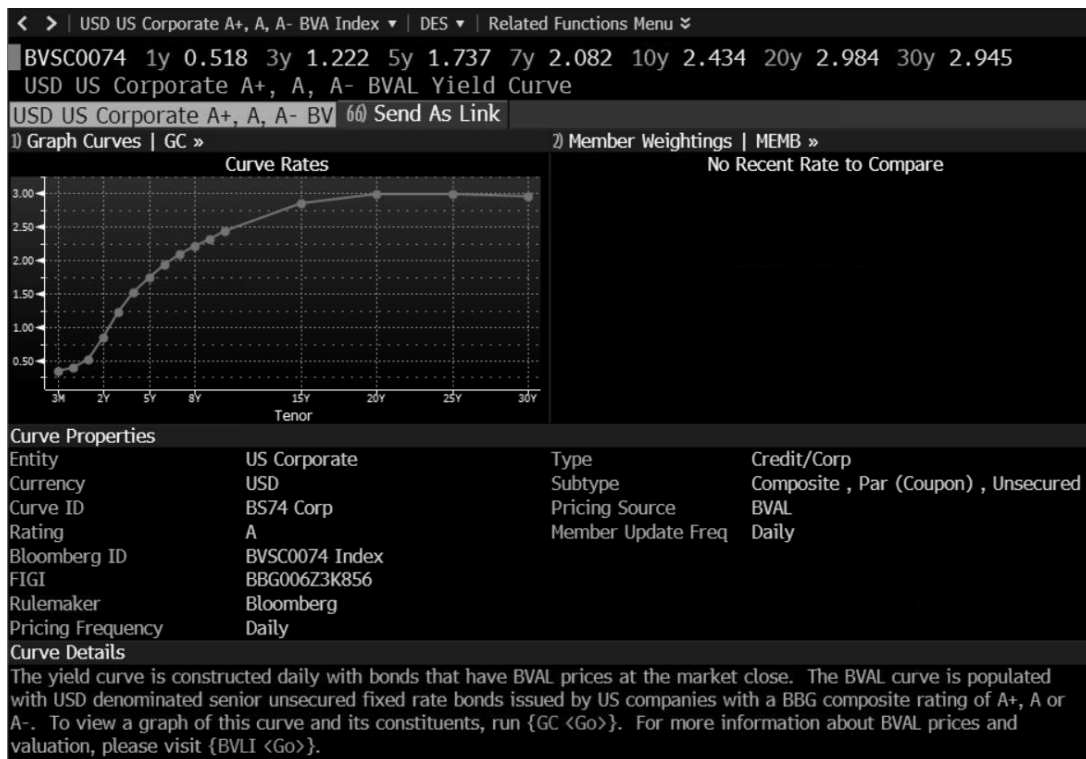 < > USD US Corporate A+, A, A- BVA Index ▾ DES ▾ Related Functions Menu ≫
BVSC0074 1y 0.518 3y 1.222 5y 1.737 7y 2.082 10y 2.434 20y 2.984 30y 2.945
USD US Corporate A+, A, A- BVAL Yield Curve
USD US Corporate A+, A, A- BV 66) Send As Link
1) Graph Curves | GC » 2) Member Weightings | MEMB »
Curve Rates No Recent Rate to Compare
3.00
2.50
2.00
1.50
1.00
0.50
3M 2Y 5Y 8Y 15Y 20Y 25Y 30Y
Tenor
Curve Properties
Entity US Corporate Type Credit/Corp
Currency USD Subtype Composite , Par (Coupon) , Unsecured
Curve ID BS74 Corp Pricing Source BVAL
Rating A Member Update Freq Daily
Bloomberg ID BVSC0074 Index
FIGI BBG006Z3K856
Rulemaker Bloomberg
Pricing Frequency Daily
Curve Details
The yield curve is constructed daily with bonds that have BVAL prices at the market close. The BVAL curve is populated
with USD denominated senior unsecured fixed rate bonds issued by US companies with a BBG composite rating of A+, A or
A-. To view a graph of this curve and its constituents, run {GC <Go>}. For more information about BVAL prices and
valuation, please visit {BVLI <Go>}.